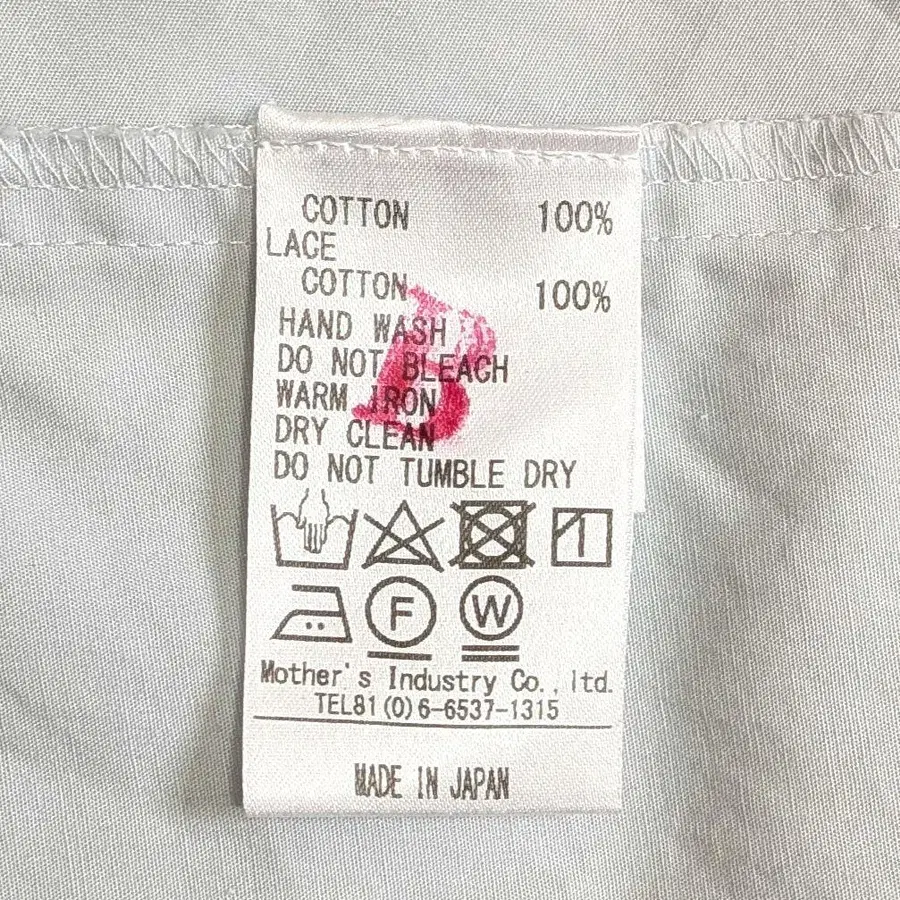 COTTON 100%
LACE
COTTON 100%
HAND WASH
DO NOT BLEACH
WARM IRON
DRY CLEAN
DO NOT TUMBLE DRY
F W
Mother's Industry Co., ltd.
TEL81(0)6-6537-1315
MADE IN JAPAN
B